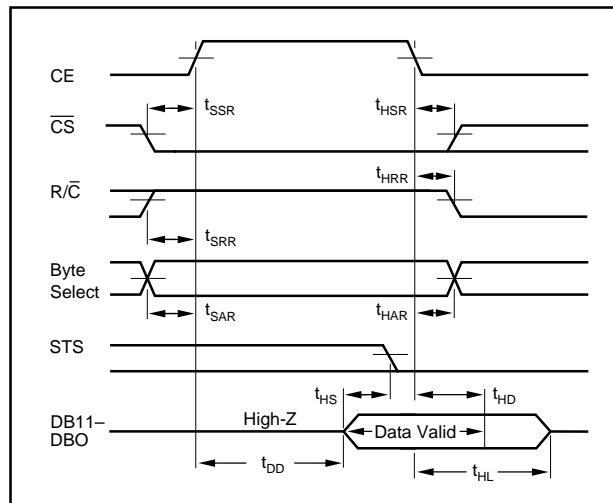 CE
tSSR
tHSR
CS
tHRR
R/C
tSRR
Byte
Select
tSAR
tHAR
STS
tHS
tHD
DB11–
DBO
High-Z
Data Valid
tDD
tHL